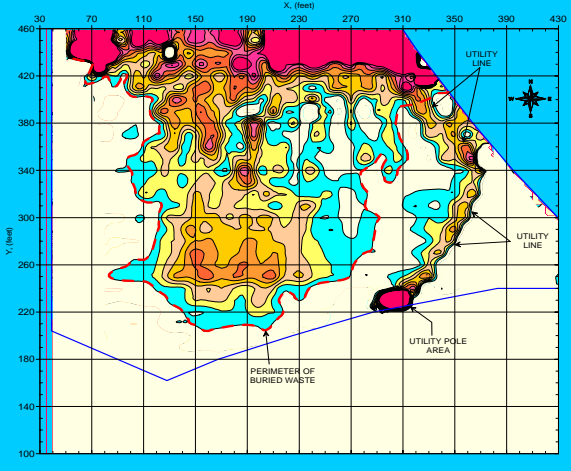 X, (feet)
30 70 110 150 190 230 270 310 350 390 430
460
420
380
340
300
260
220
180
140
100
Y, (feet)
UTILITY
LINE
N
W E
S
UTILITY
LINE
UTILITY POLE
AREA
PERIMETER OF
BURIED WASTE